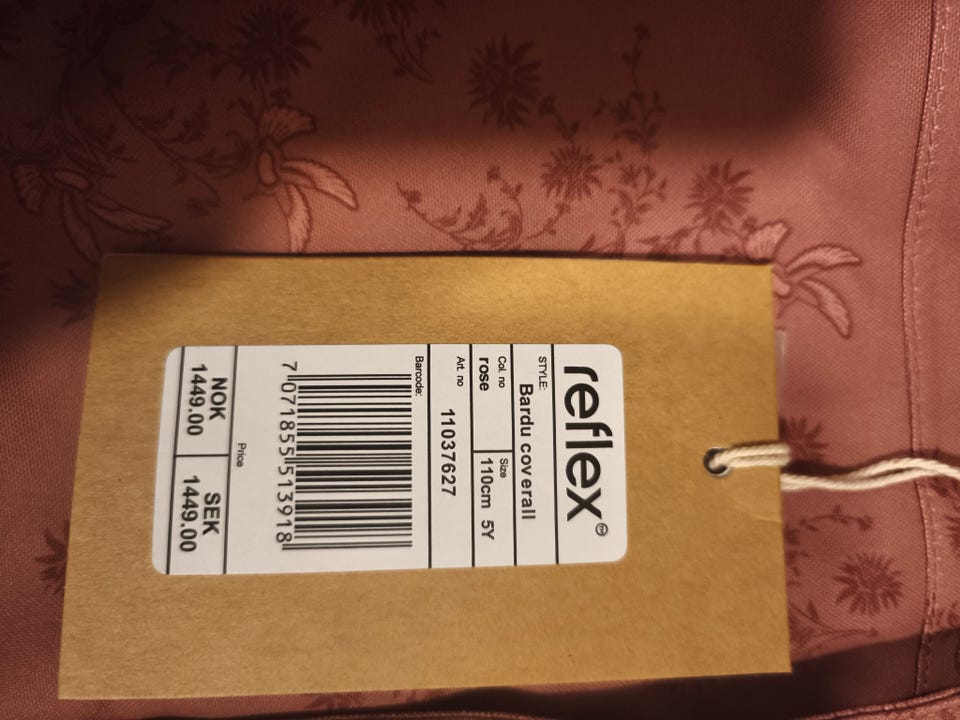 reflex®
STYLE: Bardu coverall
Col. no Size
rose 110cm 5Y
Art. no 11037627
Barcode:
7 071855 513918
Price
NOK SEK
1449.00 1449.00